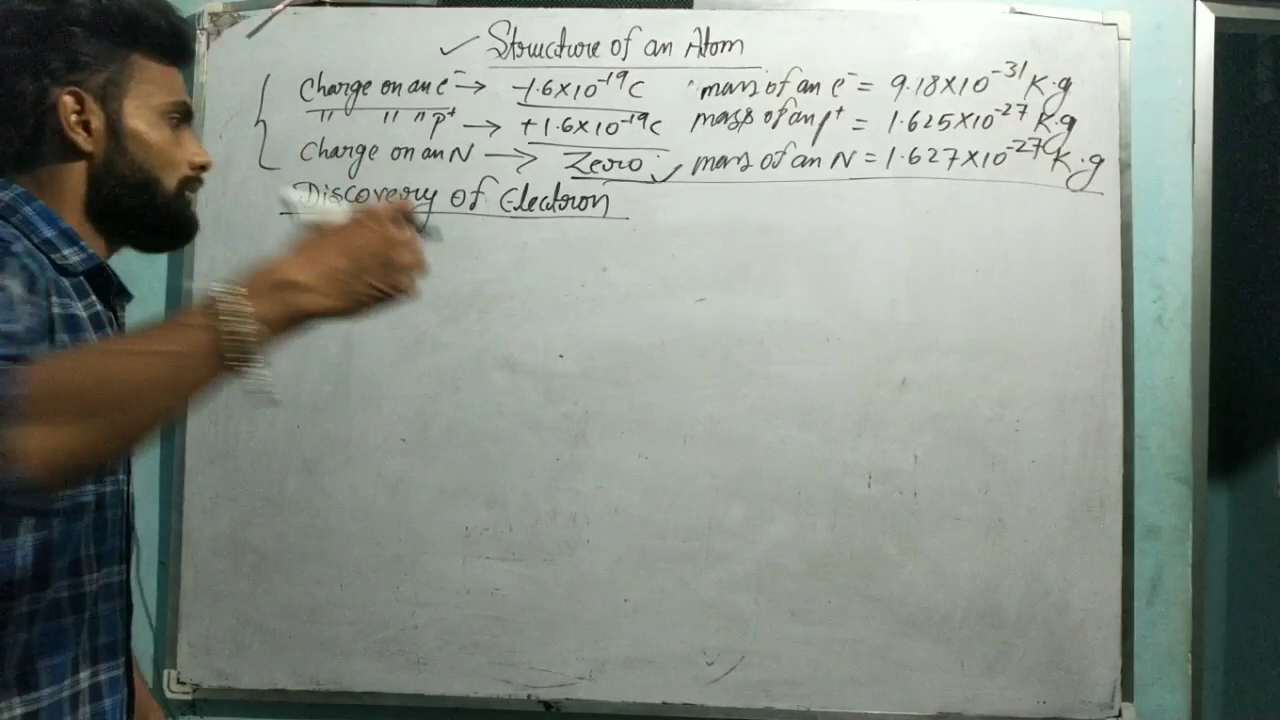 ✓ Structure of an Atom
Charge on an e⁻ → -1.6×10⁻¹⁹C mass of an e⁻ = 9.18×10⁻³¹ K.g
" " " p⁺ → +1.6×10⁻¹⁹C mass of an p⁺ = 1.625×10⁻²⁷ K.g
Charge on an N → Zero ✓ mass of an N = 1.627×10⁻²⁷ K.g
Discovery of Electron